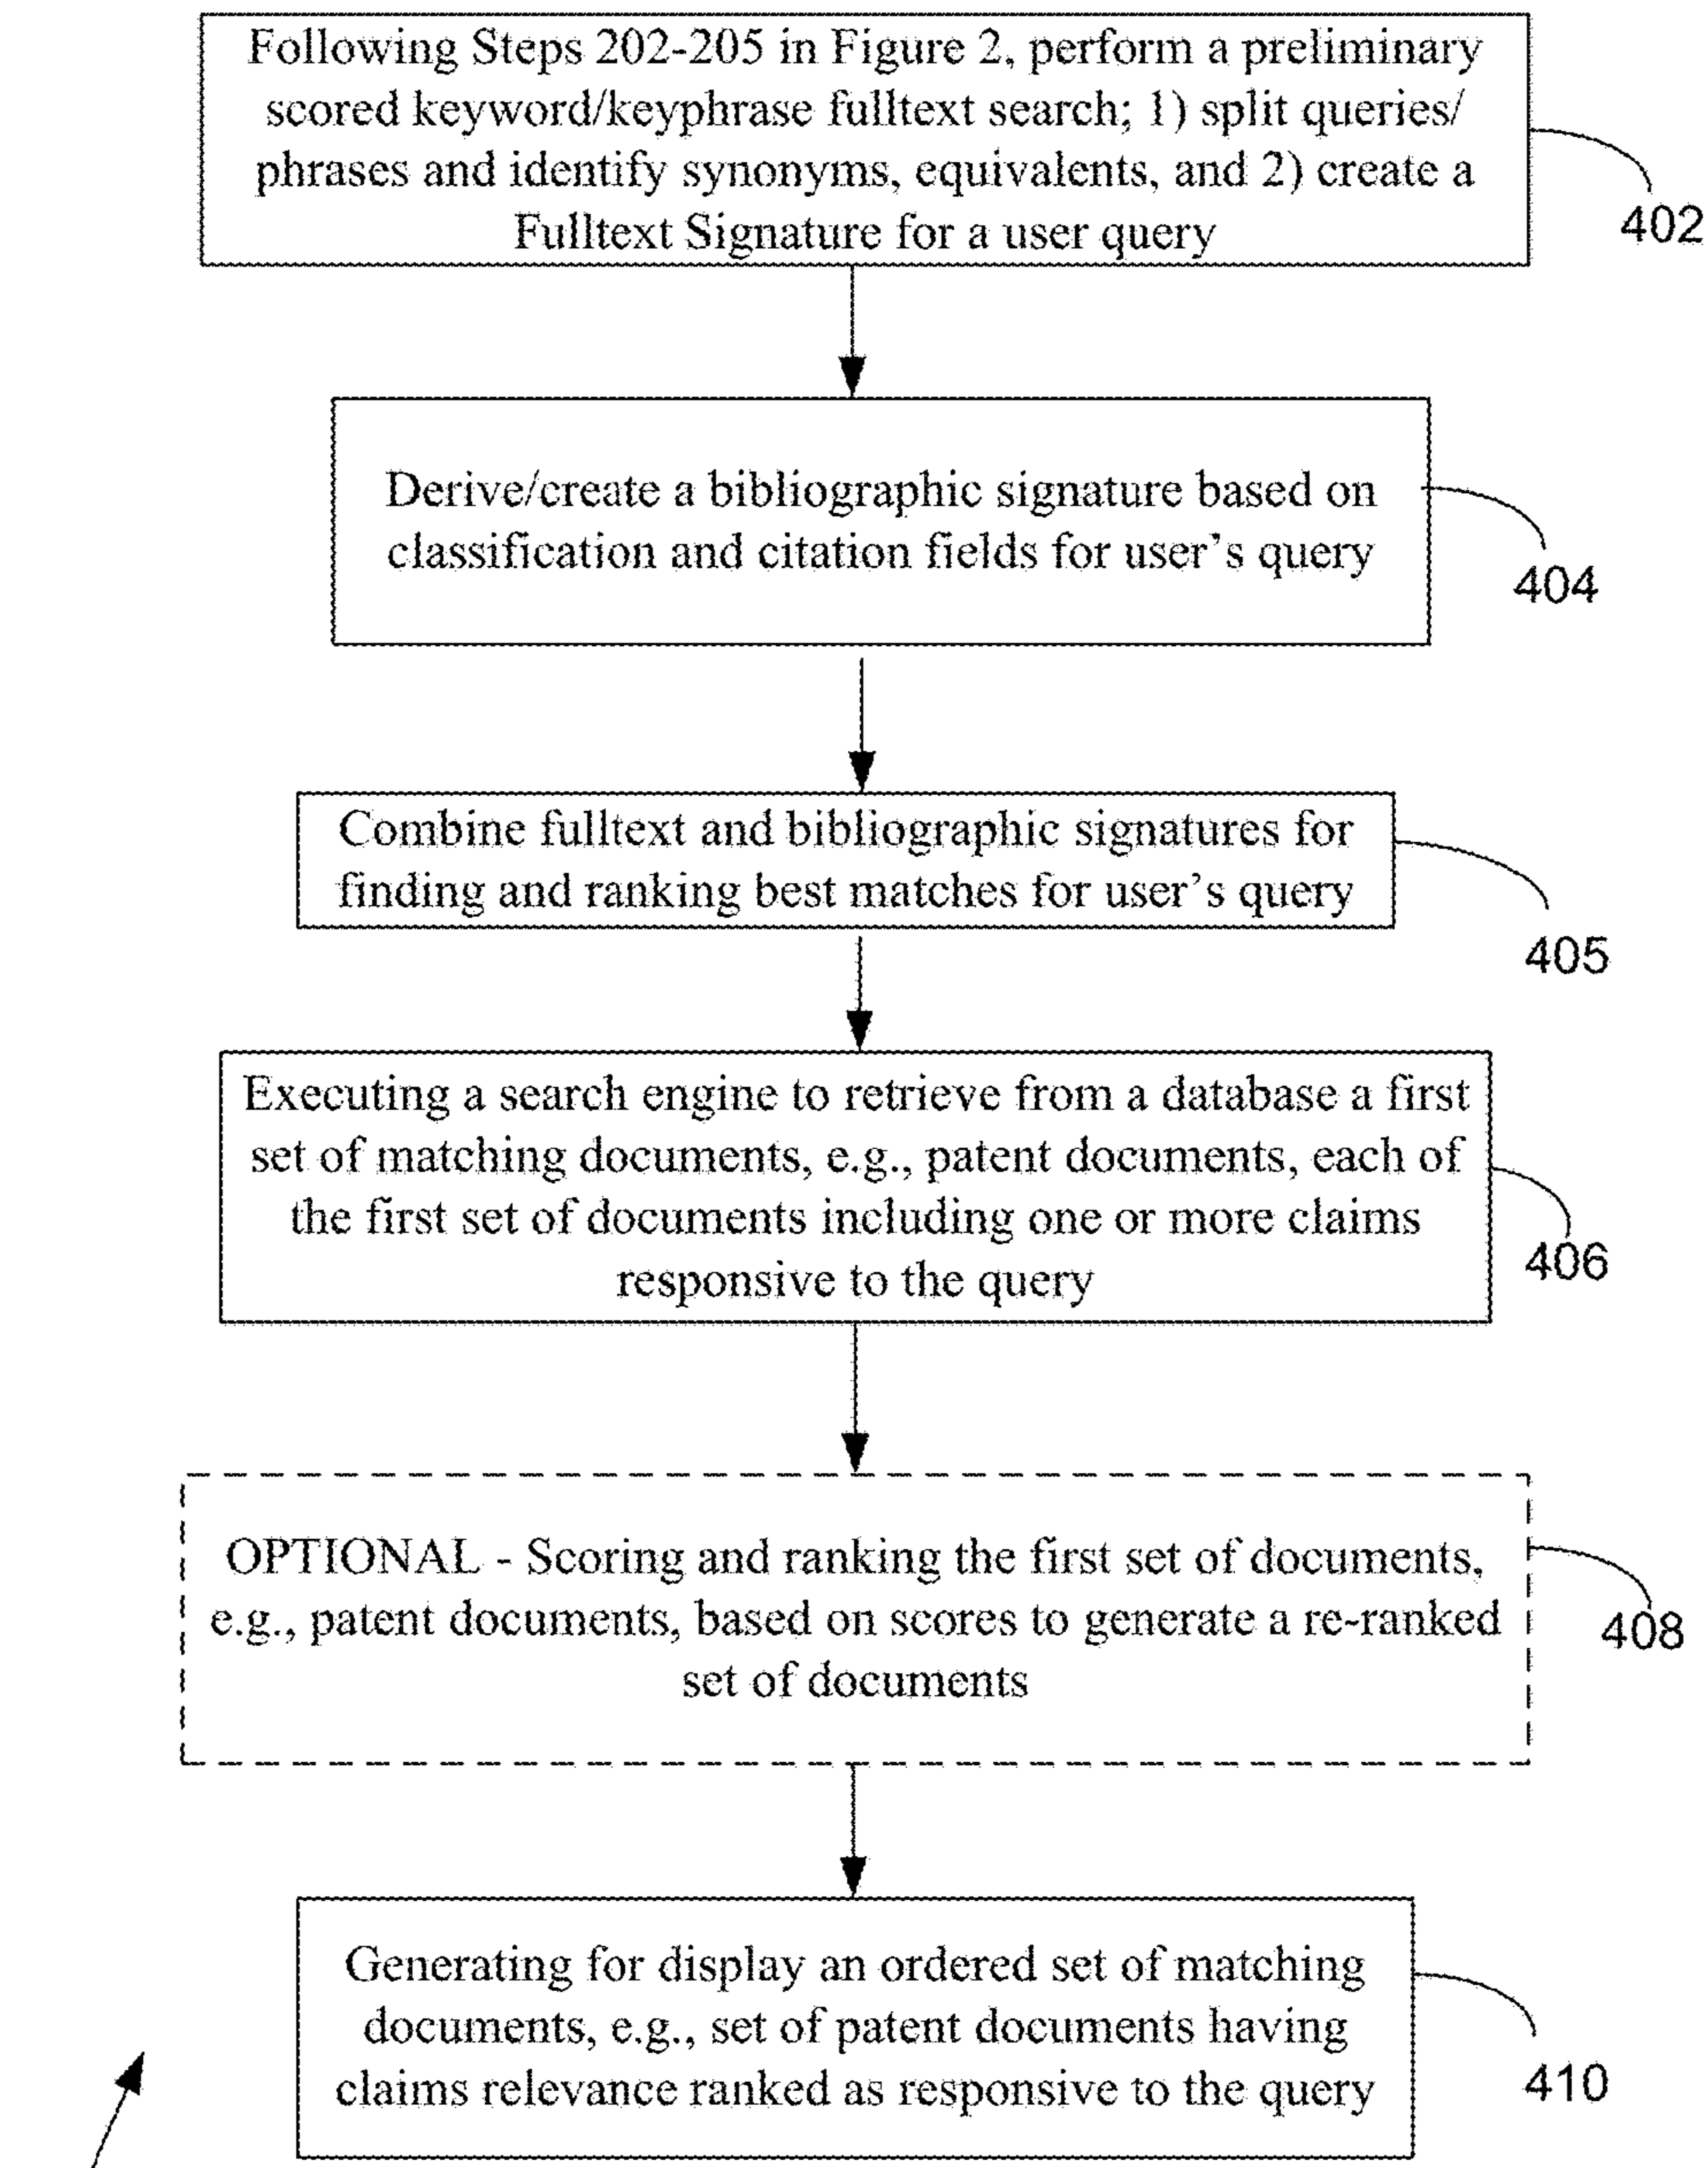 Following Steps 202-205 in Figure 2, perform a preliminary
scored keyword/keyphrase fulltext search; 1) split queries/
phrases and identify synonyms, equivalents, and 2) create a
Fulltext Signature for a user query
402
Derive/create a bibliographic signature based on
classification and citation fields for user's query
404
Combine fulltext and bibliographic signatures for
finding and ranking best matches for user's query
405
Executing a search engine to retrieve from a database a first
set of matching documents, e.g., patent documents, each of
the first set of documents including one or more claims
responsive to the query
406
OPTIONAL - Scoring and ranking the first set of documents,
e.g., patent documents, based on scores to generate a re-ranked
set of documents
408
Generating for display an ordered set of matching
documents, e.g., set of patent documents having
claims relevance ranked as responsive to the query
410